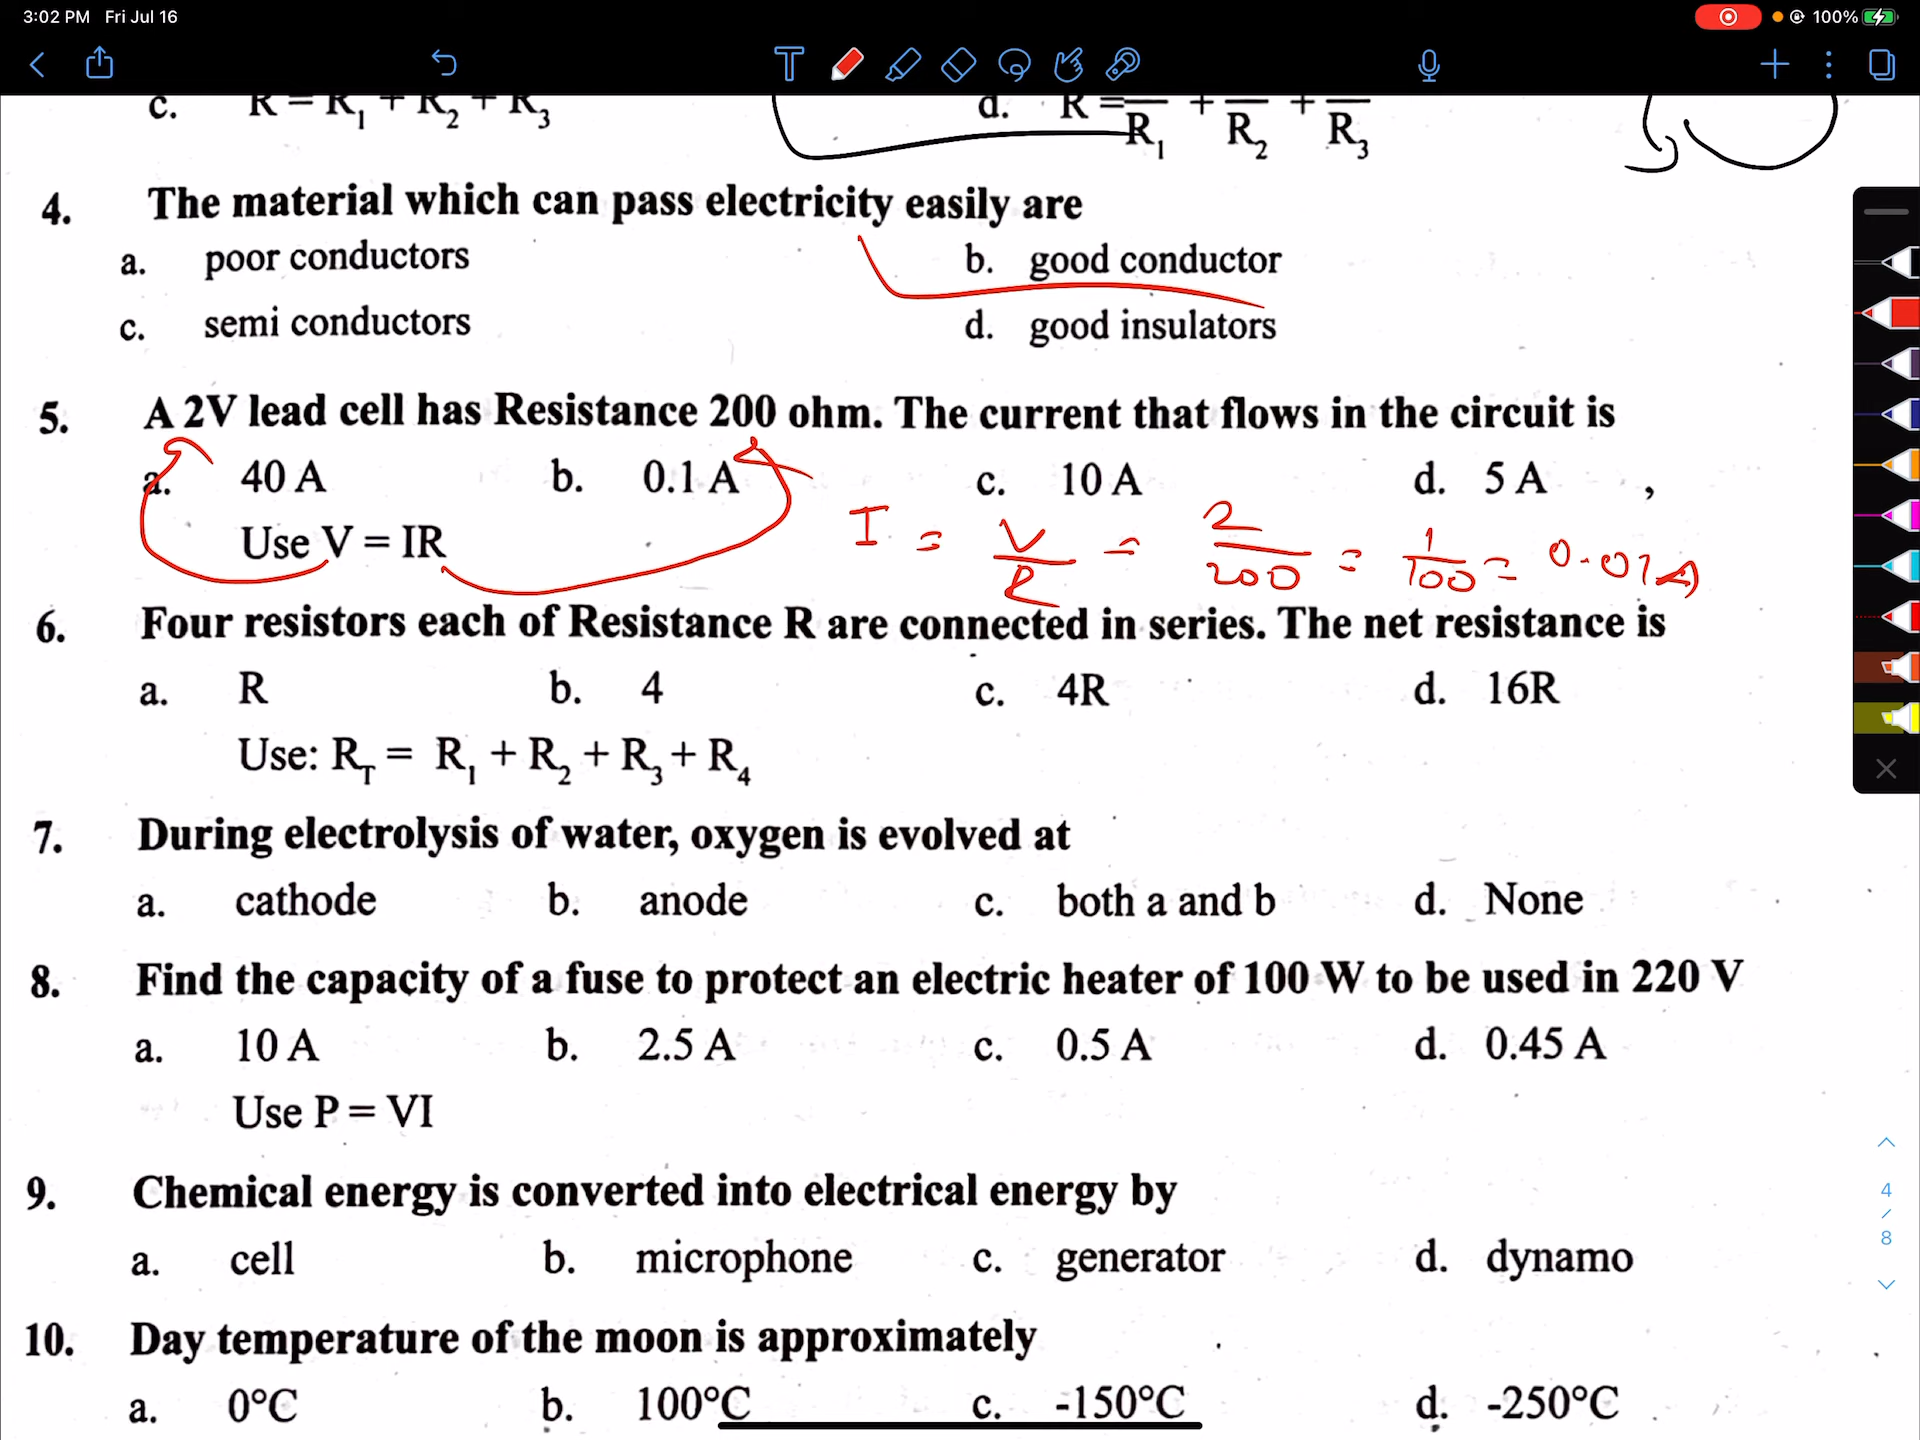 3:02 PM Fri Jul 16
100%
c. R = R1 + R2 + R3 d. R = R1 + R2 + R3
4. The material which can pass electricity easily are
a. poor conductors b. good conductor
c. semi conductors d. good insulators
5. A 2V lead cell has Resistance 200 ohm. The current that flows in the circuit is
a. 40 A b. 0.1 A c. 10 A d. 5 A ,
Use V = IR
I = V/R = 2/200 = 1/100 = 0.01A
6. Four resistors each of Resistance R are connected in series. The net resistance is
a. R b. 4 c. 4R d. 16R
Use: RT = R1 + R2 + R3 + R4
7. During electrolysis of water, oxygen is evolved at
a. cathode b. anode c. both a and b d. None
8. Find the capacity of a fuse to protect an electric heater of 100 W to be used in 220 V
a. 10 A b. 2.5 A c. 0.5 A d. 0.45 A
Use P = VI
9. Chemical energy is converted into electrical energy by
a. cell b. microphone c. generator d. dynamo
10. Day temperature of the moon is approximately
a. 0°C b. 100°C c. -150°C d. -250°C
4
/
8